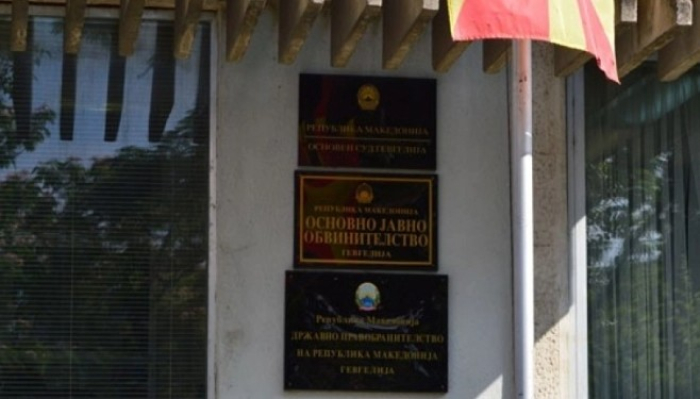 РЕПУБЛИКА МАКЕДОНИЈА
ОСНОВЕН СУД ГЕВГЕЛИЈА
РЕПУБЛИКА МАКЕДОНИЈА
ОСНОВНО ЈАВНО
ОБВИНИТЕЛСТВО
ГЕВГЕЛИЈА
Република Македонија
ДРЖАВНО ПРАВОБРАНИТЕЛСТВО
НА РЕПУБЛИКА МАКЕДОНИЈА
ГЕВГЕЛИЈА